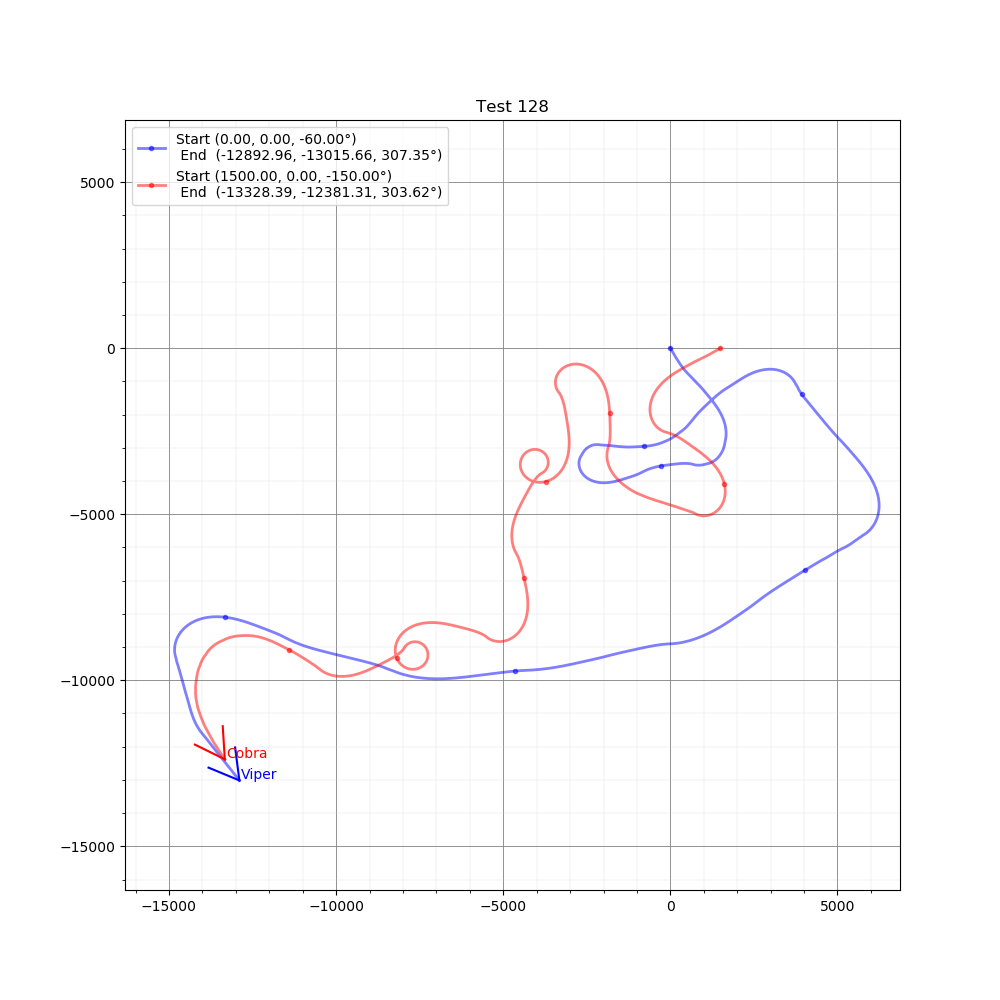 Test 128
Start (0.00, 0.00, -60.00°)
End  (-12892.96, -13015.66, 307.35°)
Start (1500.00, 0.00, -150.00°)
End  (-13328.39, -12381.31, 303.62°)
5000
0
−5000
−10000
−15000
Cobra
Viper
−15000
−10000
−5000
0
5000